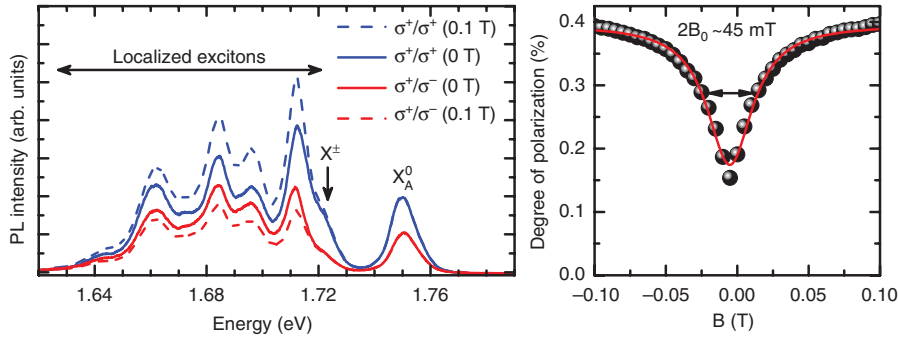 σ⁺/σ⁺ (0.1 T)
σ⁺/σ⁺ (0 T)
σ⁺/σ⁻ (0 T)
σ⁺/σ⁻ (0.1 T)
Localized excitons
X±
X⁰_A
PL intensity (arb. units)
1.64 1.68 1.72 1.76
Energy (eV)
2B₀ ~45 mT
Degree of polarization (%)
0.4
0.3
0.2
0.1
0.0
−0.10 −0.05 0.00 0.05 0.10
B (T)